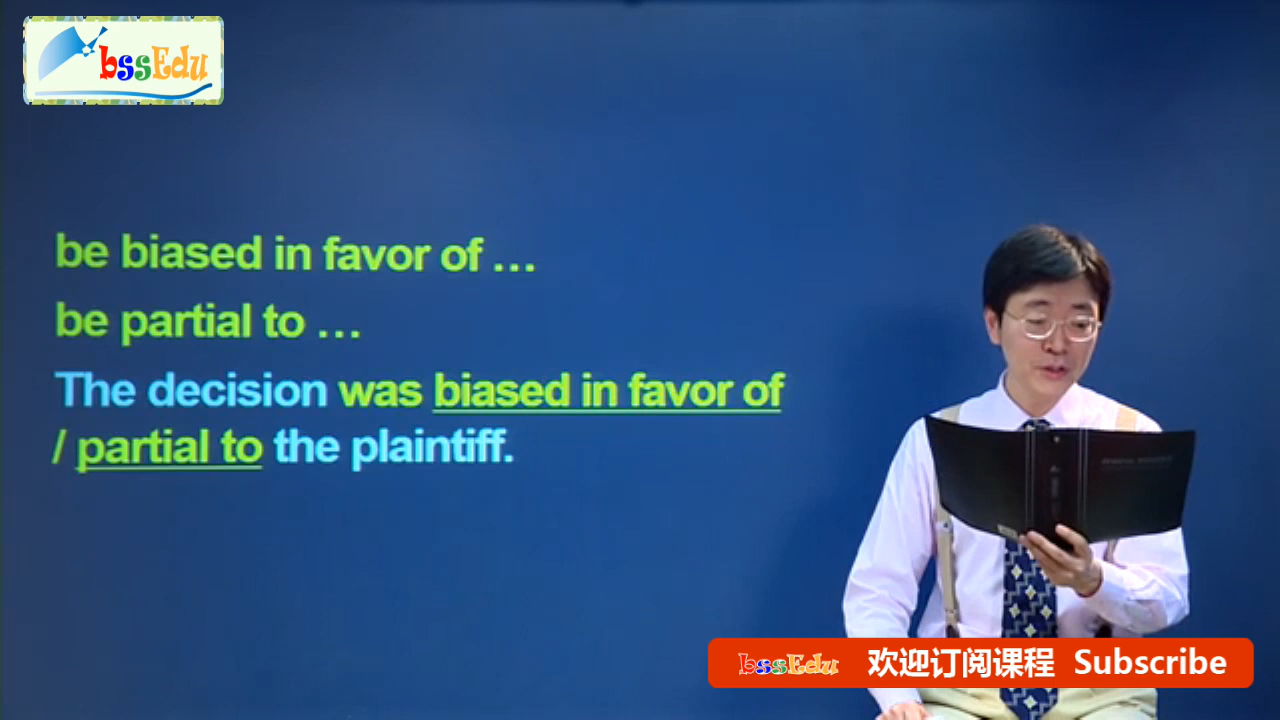 bssEdu
be biased in favor of …
be partial to …
The decision was biased in favor of
/ partial to the plaintiff.
bssEdu 欢迎订阅课程 Subscribe